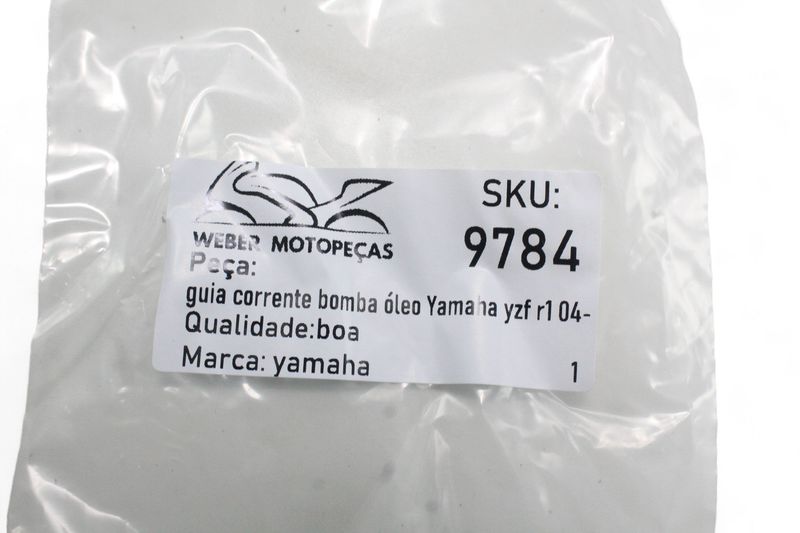 WEBER MOTOPEÇAS
SKU:
9784
Peça:
guia corrente bomba óleo Yamaha yzf r1 04-
Qualidade:boa
Marca: yamaha
1